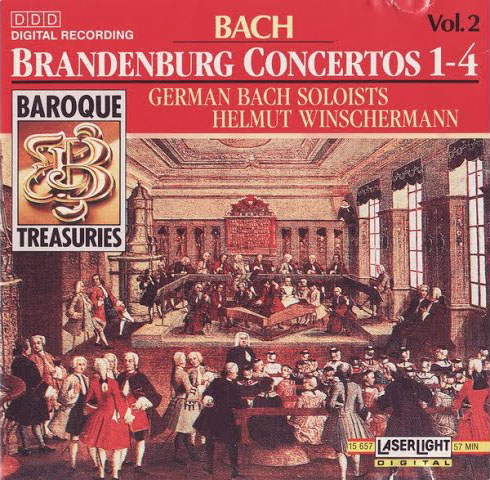 DDD
DIGITAL RECORDING
BACH
Vol. 2
BRANDENBURG CONCERTOS 1-4
GERMAN BACH SOLOISTS
HELMUT WINSCHERMANN
BAROQUE
B
TREASURIES
15 657
LASERLIGHT
DIGITAL
57 MIN